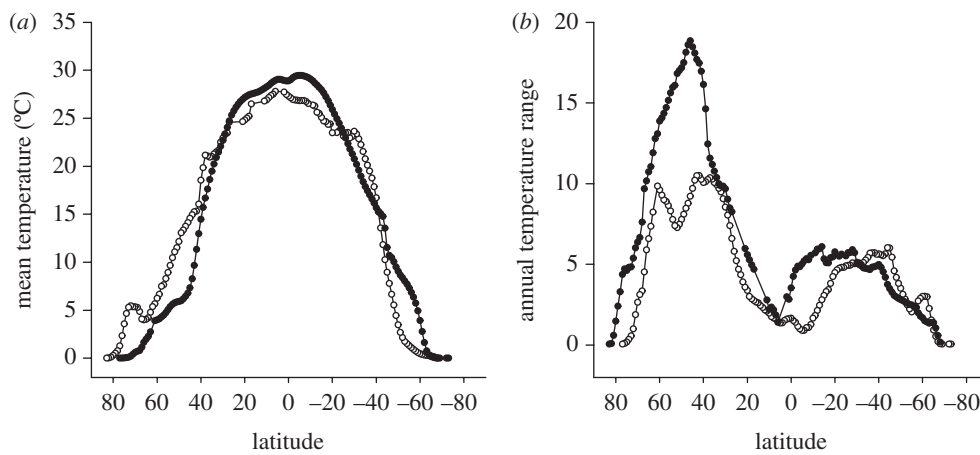 (a)
35
30
25
20
15
10
5
0
mean temperature (ºC)
80 60 40 20 0 –20 –40 –60 –80
latitude
(b)
20
15
10
5
0
annual temperature range
80 60 40 20 0 –20 –40 –60 –80
latitude